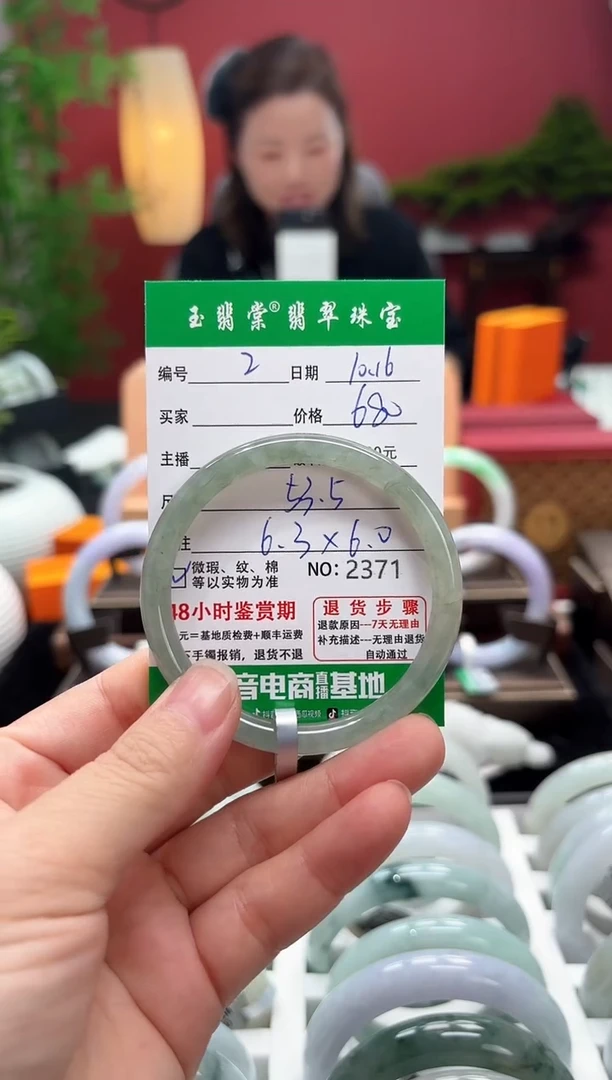 玉翡棠®翡翠珠宝
编号 2 日期 10.16
买家 价格 680
主播 元
53.5
注 6.3×6.0
微瑕、纹、棉 NO: 2371
等以实物为准
48小时鉴赏期
元=基地质检费+顺丰运费
手镯报销，退货不退
退货步骤
退款原因---7天无理由
补充描述---无理由退货
自动通过
音电商直播基地